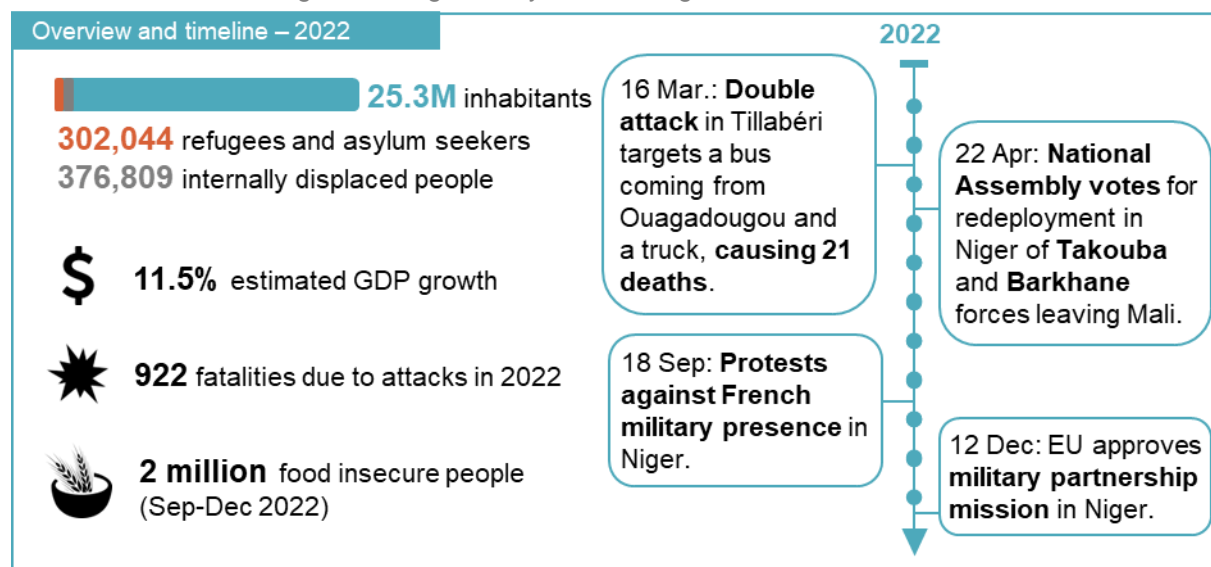 Overview and timeline – 2022
25.3M inhabitants
302,044 refugees and asylum seekers
376,809 internally displaced people
11.5% estimated GDP growth
922 fatalities due to attacks in 2022
2 million food insecure people
(Sep-Dec 2022)
2022
16 Mar.: Double
attack in Tillabéri
targets a bus
coming from
Ouagadougou and
a truck, causing 21
deaths.
22 Apr: National
Assembly votes for
redeployment in
Niger of Takouba
and Barkhane
forces leaving Mali.
18 Sep: Protests
against French
military presence in
Niger.
12 Dec: EU approves
military partnership
mission in Niger.